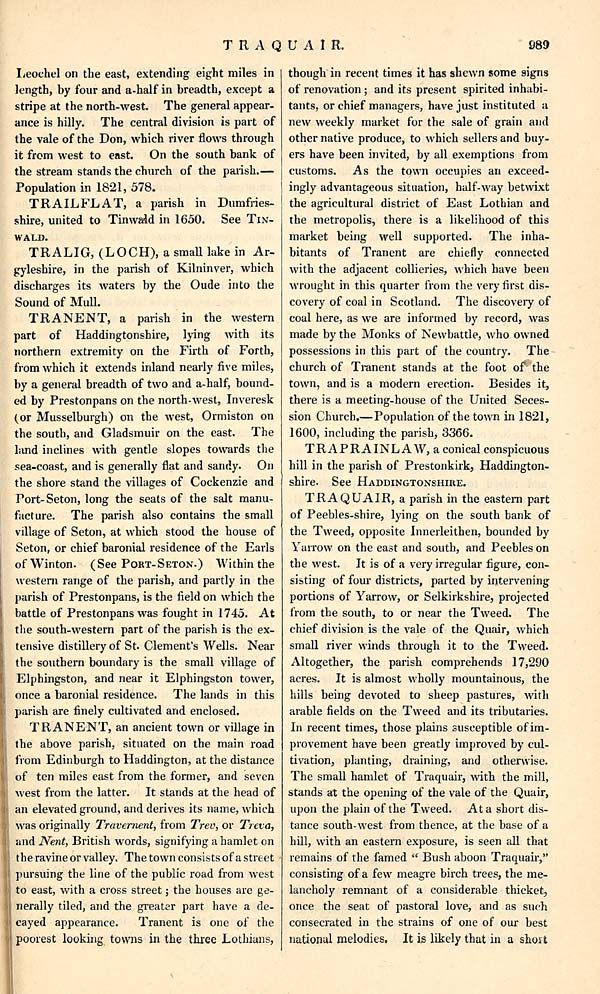 TRAQUAIR.
989
Leochel on the east, extending eight miles in
length, by four and a-half in breadth, except a
stripe at the north-west. The general appear-
ance is hilly. The central division is part of
the vale of the Don, which river flows through
it from west to east. On the south bank of
the stream stands the church of the parish.—
Population in 1821, 578.
TRAILFLAT, a parish in Dumfries-
shire, united to Tinwald in 1650. See TIN-
WALD.
TRALIG, (LOCH), a small lake in Ar-
gyleshire, in the parish of Kilninver, which
discharges its waters by the Oude into the
Sound of Mull.
TRANENT, a parish in the western
part of Haddingtonshire, lying with its
northern extremity on the Firth of Forth,
from which it extends inland nearly five miles,
by a general breadth of two and a-half, bound-
ed by Prestonpans on the north-west, Inveresk
(or Musselburgh) on the west, Ormiston on
the south, and Gladsmuir on the east. The
land inclines with gentle slopes towards the
sea-coast, and is generally flat and sandy. On
the shore stand the villages of Cockenzie and
Port-Seton, long the seats of the salt manu-
facture. The parish also contains the small
village of Seton, at which stood the house of
Seton, or chief baronial residence of the Earls
of Winton. (See PORT-SETON.) Within the
western range of the parish, and partly in the
parish of Prestonpans, is the field on which the
battle of Prestonpans was fought in 1745. At
the south-western part of the parish is the ex-
tensive distillery of St. Clement's Wells. Near
the southern boundary is the small village of
Elphingston, and near it Elphingston tower,
once a baronial residence. The lands in this
parish are finely cultivated and enclosed.
TRANENT, an ancient town or village in
the above parish, situated on the main road
from Edinburgh to Haddington, at the distance
of ten miles east from the former, and seven
west from the latter. It stands at the head of
an elevated ground, and derives its name, which
was originally Travernent, from Trev, or Treva,
and Nent, British words, signifying a hamlet on
the ravine or valley. The town consists of a street
pursuing the line of the public road from west
to east, with a cross street; the houses are ge-
nerally tiled, and the greater part have a de-
cayed appearance. Tranent is one of the
poorest looking towns in the three Lothians,
though in recent times it has shewn some signs
of renovation; and its present spirited inhabi-
tants, or chief managers, have just instituted a
new weekly market for the sale of grain and
other native produce, to which sellers and buy-
ers have been invited, by all exemptions from
customs. As the town occupies an exceed-
ingly advantageous situation, half-way betwixt
the agricultural district of East Lothian and
the metropolis, there is a likelihood of this
market being well supported. The inha-
bitants of Tranent are chiefly connected
with the adjacent collieries, which have been
wrought in this quarter from the very first dis-
covery of coal in Scotland. The discovery of
coal here, as we are informed by record, was
made by the Monks of Newbattle, who owned
possessions in this part of the country. The
church of Tranent stands at the foot of the
town, and is a modern erection. Besides it,
there is a meeting-house of the United Seces-
sion Church.—Population of the town in 1821,
1600, including the parish, 3366.
TRAPRAINLAW, a conical conspicuous
hill in the parish of Prestonkirk, Haddington-
shire. See HADDINGTONSHIRE.
TRAQUAIR, a parish in the eastern part
of Peebles-shire, lying on the south bank of
the Tweed, opposite Innerleithen, bounded by
Yarrow on the east and south, and Peebles on
the west. It is of a very irregular figure, con-
sisting of four districts, parted by intervening
portions of Yarrow, or Selkirkshire, projected
from the south, to or near the Tweed. The
chief division is the vale of the Quair, which
small river winds through it to the Tweed.
Altogether, the parish comprehends 17,290
acres. It is almost wholly mountainous, the
hills being devoted to sheep pastures, with
arable fields on the Tweed and its tributaries.
In recent times, those plains susceptible of im-
provement have been greatly improved by cul-
tivation, planting, draining, and otherwise.
The small hamlet of Traquair, with the mill,
stands at the opening of the vale of the Quair,
upon the plain of the Tweed. At a short dis-
tance south-west from thence, at the base of a
hill, with an eastern exposure, is seen all that
remains of the famed " Bush aboon Traquair,"
consisting of a few meagre birch trees, the me-
lancholy remnant of a considerable thicket,
once the seat of pastoral love, and as such
consecrated in the strains of one of our best
national melodies. It is likely that in a short